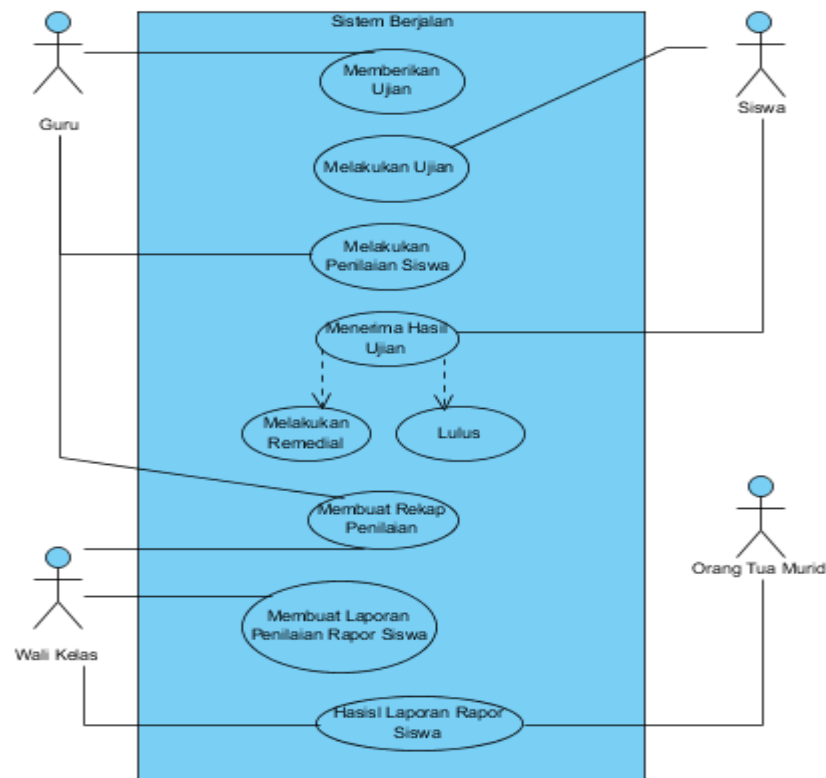 Sistem Berjalan
Memberikan
Ujian
Guru
Siswa
Melakukan Ujian
Melakukan
Penilaian Siswa
Menerima Hasil
Ujian
Melakukan
Remedial
Lulus
Membuat Rekap
Penilaian
Orang Tua Murid
Membuat Laporan
Penilaian Rapor Siswa
Wali Kelas
Hasisl Laporan Rapor
Siswa